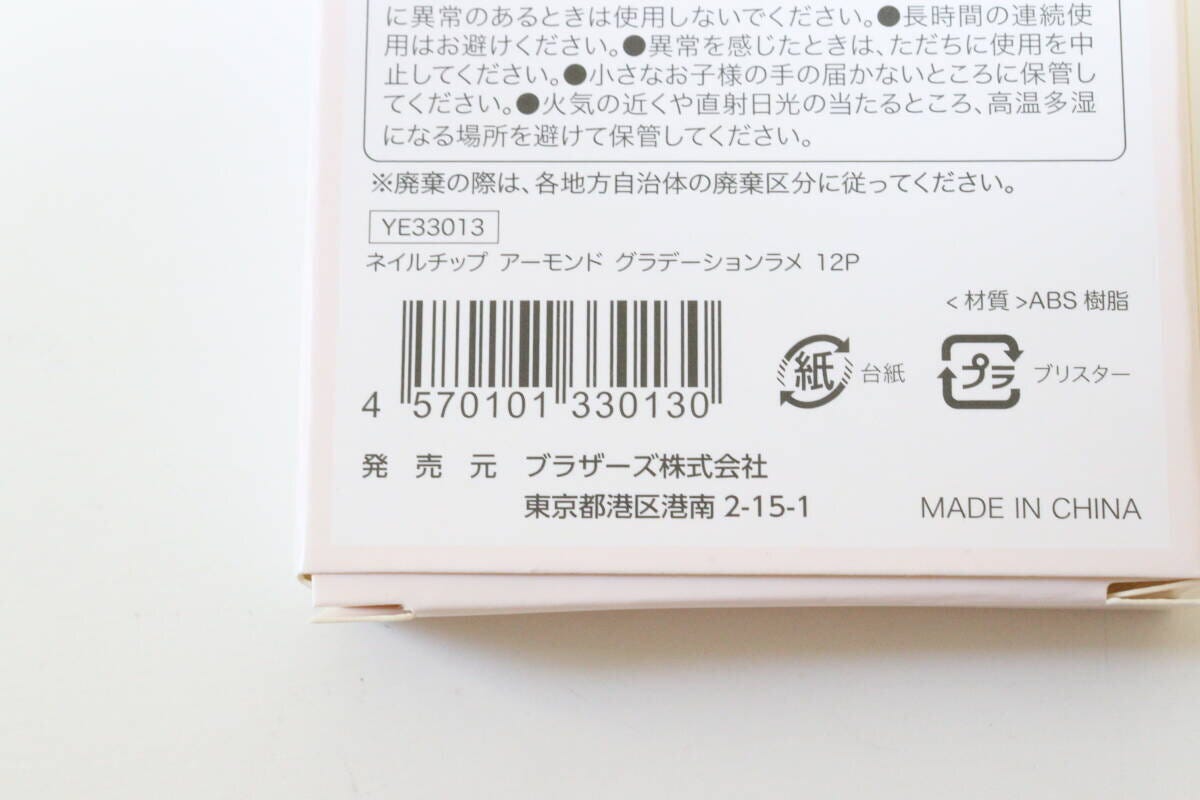 に異常のあるときは使用しないでください。●長時間の連続使
用はお避けください。●異常を感じたときは、ただちに使用を中
止してください。●小さなお子様の手の届かないところに保管し
てください。●火気の近くや直射日光の当たるところ、高温多湿
になる場所を避けて保管してください。
※廃棄の際は、各地方自治体の廃棄区分に従ってください。
YE33013
ネイルチップ アーモンド グラデーションラメ 12P
<材質>ABS樹脂
紙 台紙
プラ ブリスター
4 570101 330130
発売元 ブラザーズ株式会社
東京都港区港南 2-15-1
MADE IN CHINA